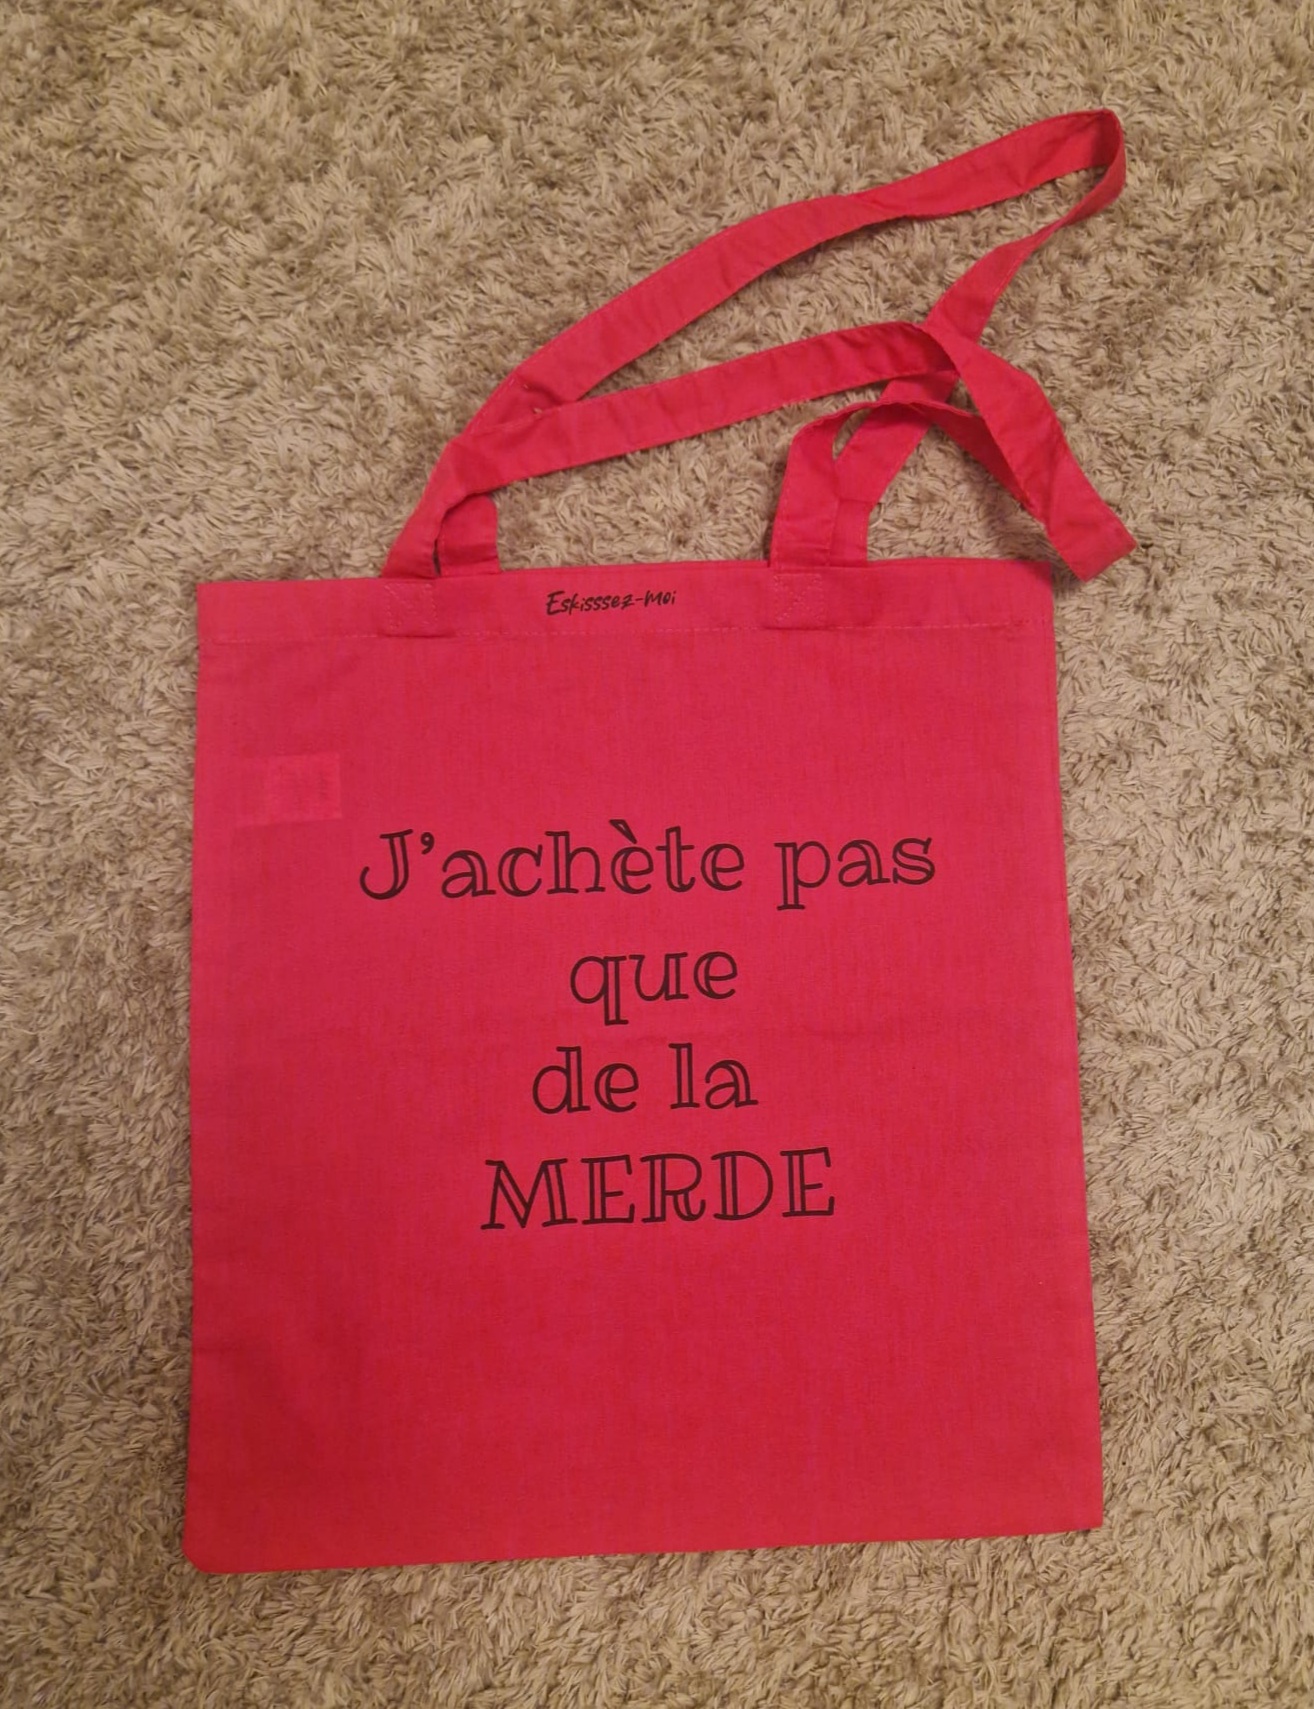 Eskisssez-moi
J'achète pas
que
de la
MERDE